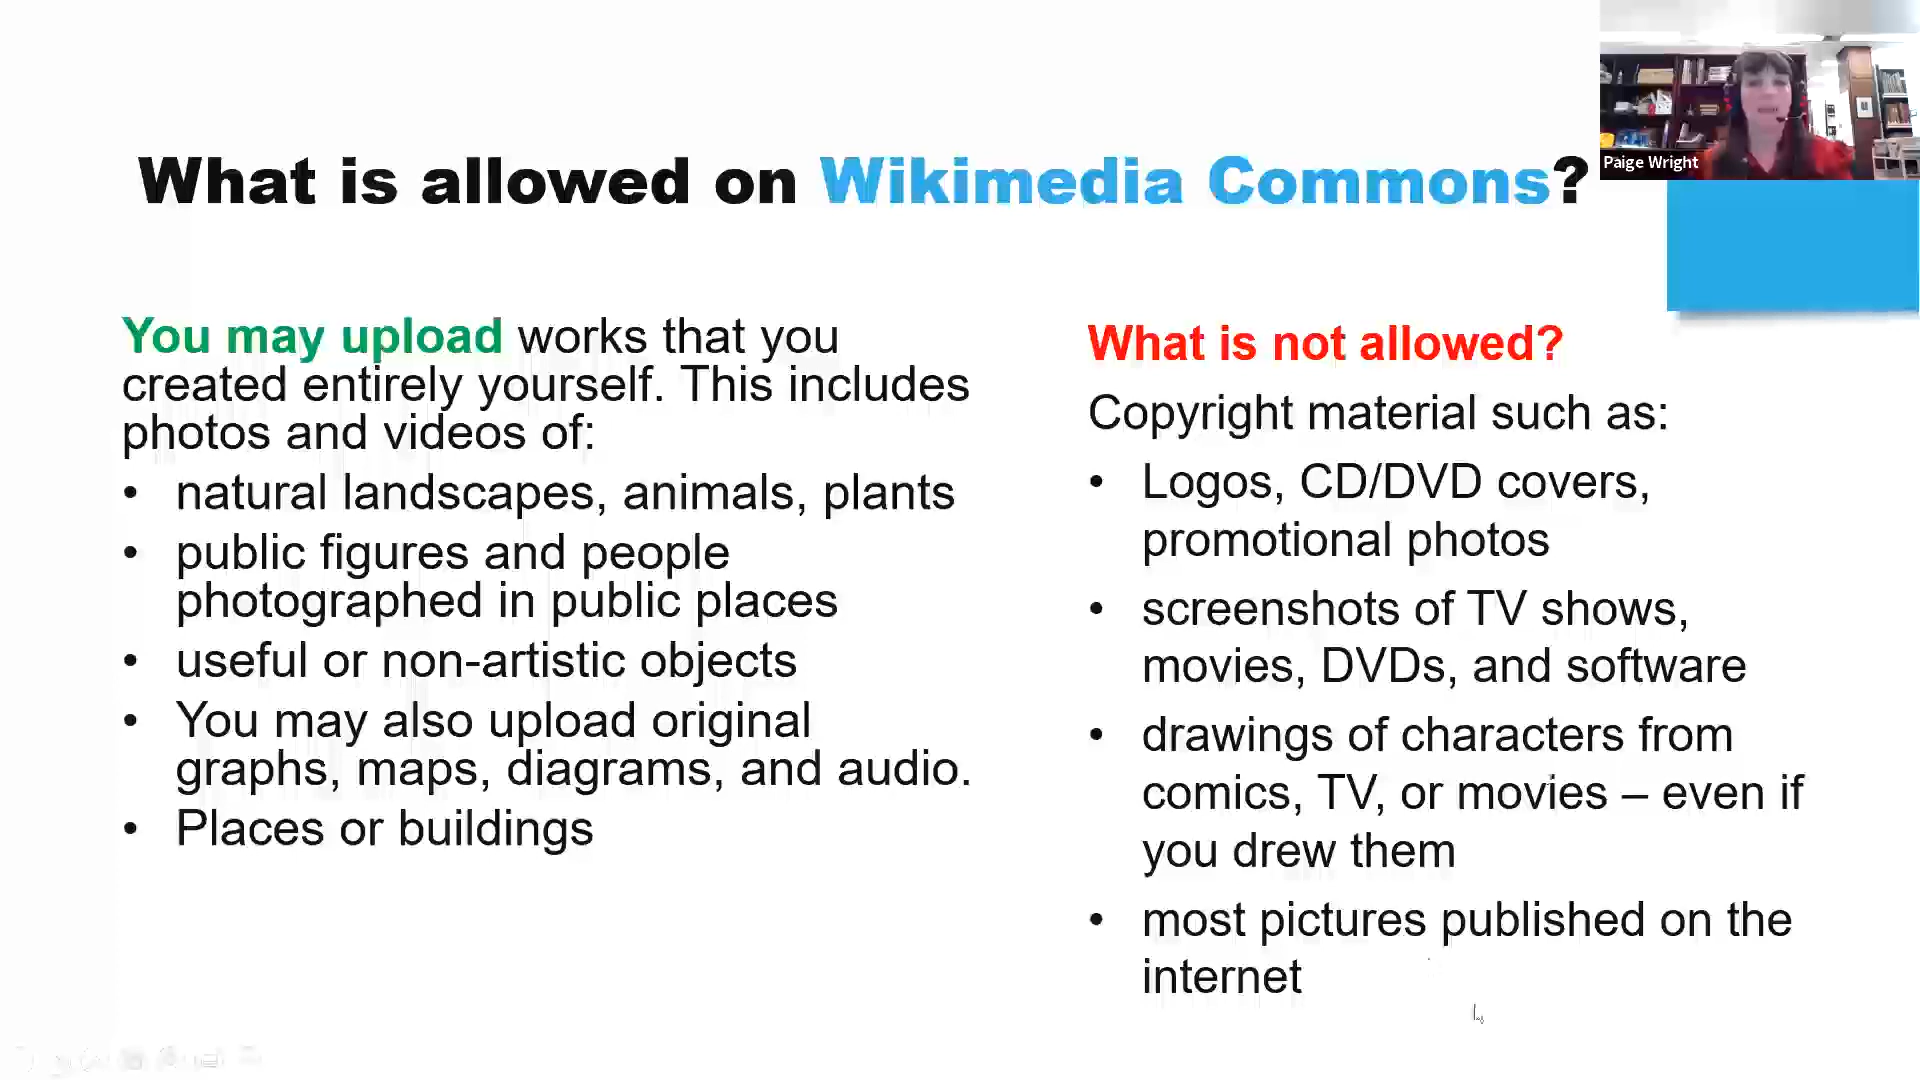 What is allowed on Wikimedia Commons?
Paige Wright
You may upload works that you
created entirely yourself. This includes
photos and videos of:
• natural landscapes, animals, plants
• public figures and people
photographed in public places
• useful or non-artistic objects
• You may also upload original
graphs, maps, diagrams, and audio.
• Places or buildings
What is not allowed?
Copyright material such as:
• Logos, CD/DVD covers,
promotional photos
• screenshots of TV shows,
movies, DVDs, and software
• drawings of characters from
comics, TV, or movies – even if
you drew them
• most pictures published on the
internet